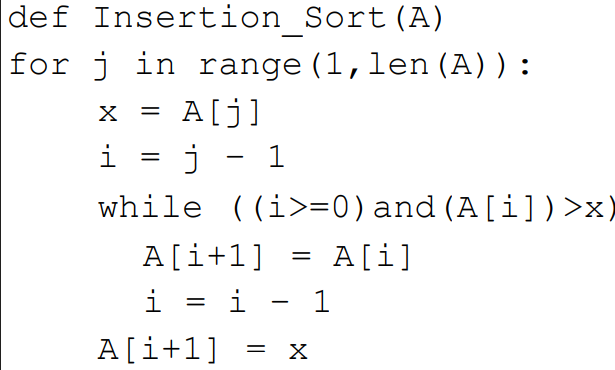 def Insertion_Sort(A)
for j in range(1,len(A)):
x = A[j]
i = j - 1
while ((i>=0)and(A[i])>x)
A[i+1] = A[i]
i = i - 1
A[i+1] = x